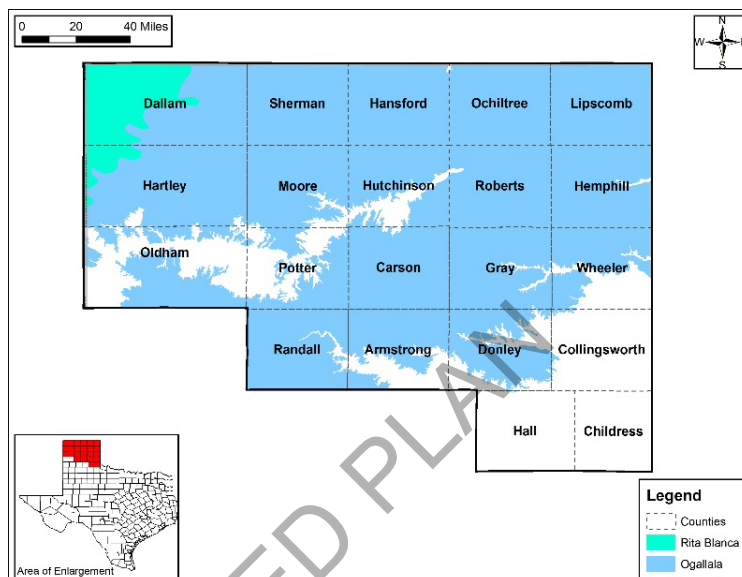 0 20 40 Miles
N
W
S
Dallam Sherman Hansford Ochiltree Lipscomb
Hartley Moore Hutchinson Roberts Hemphill
Oldham Potter Carson Gray Wheeler
Randall Armstrong Donley Collingsworth
Hall Childress
ED PLAN
Area of Enlargement
Legend
Counties
Rita Blanca
Ogallala